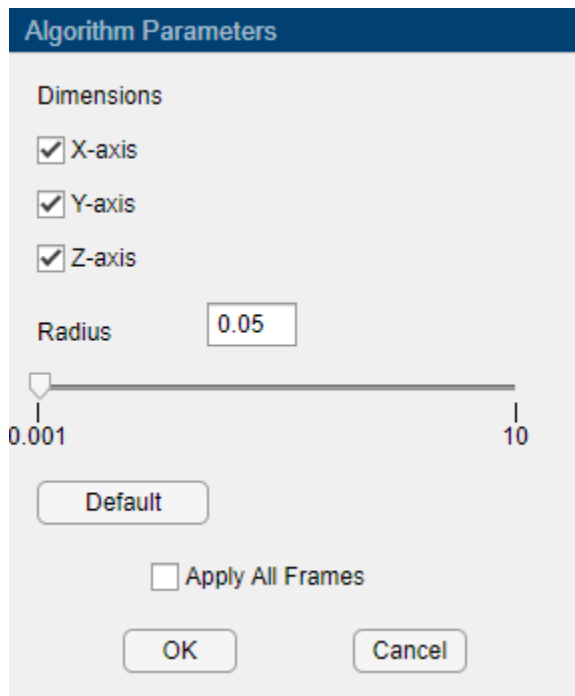 Algorithm Parameters
Dimensions
X-axis
Y-axis
Z-axis
Radius 0.05
0.001 10
Default
Apply All Frames
OK Cancel